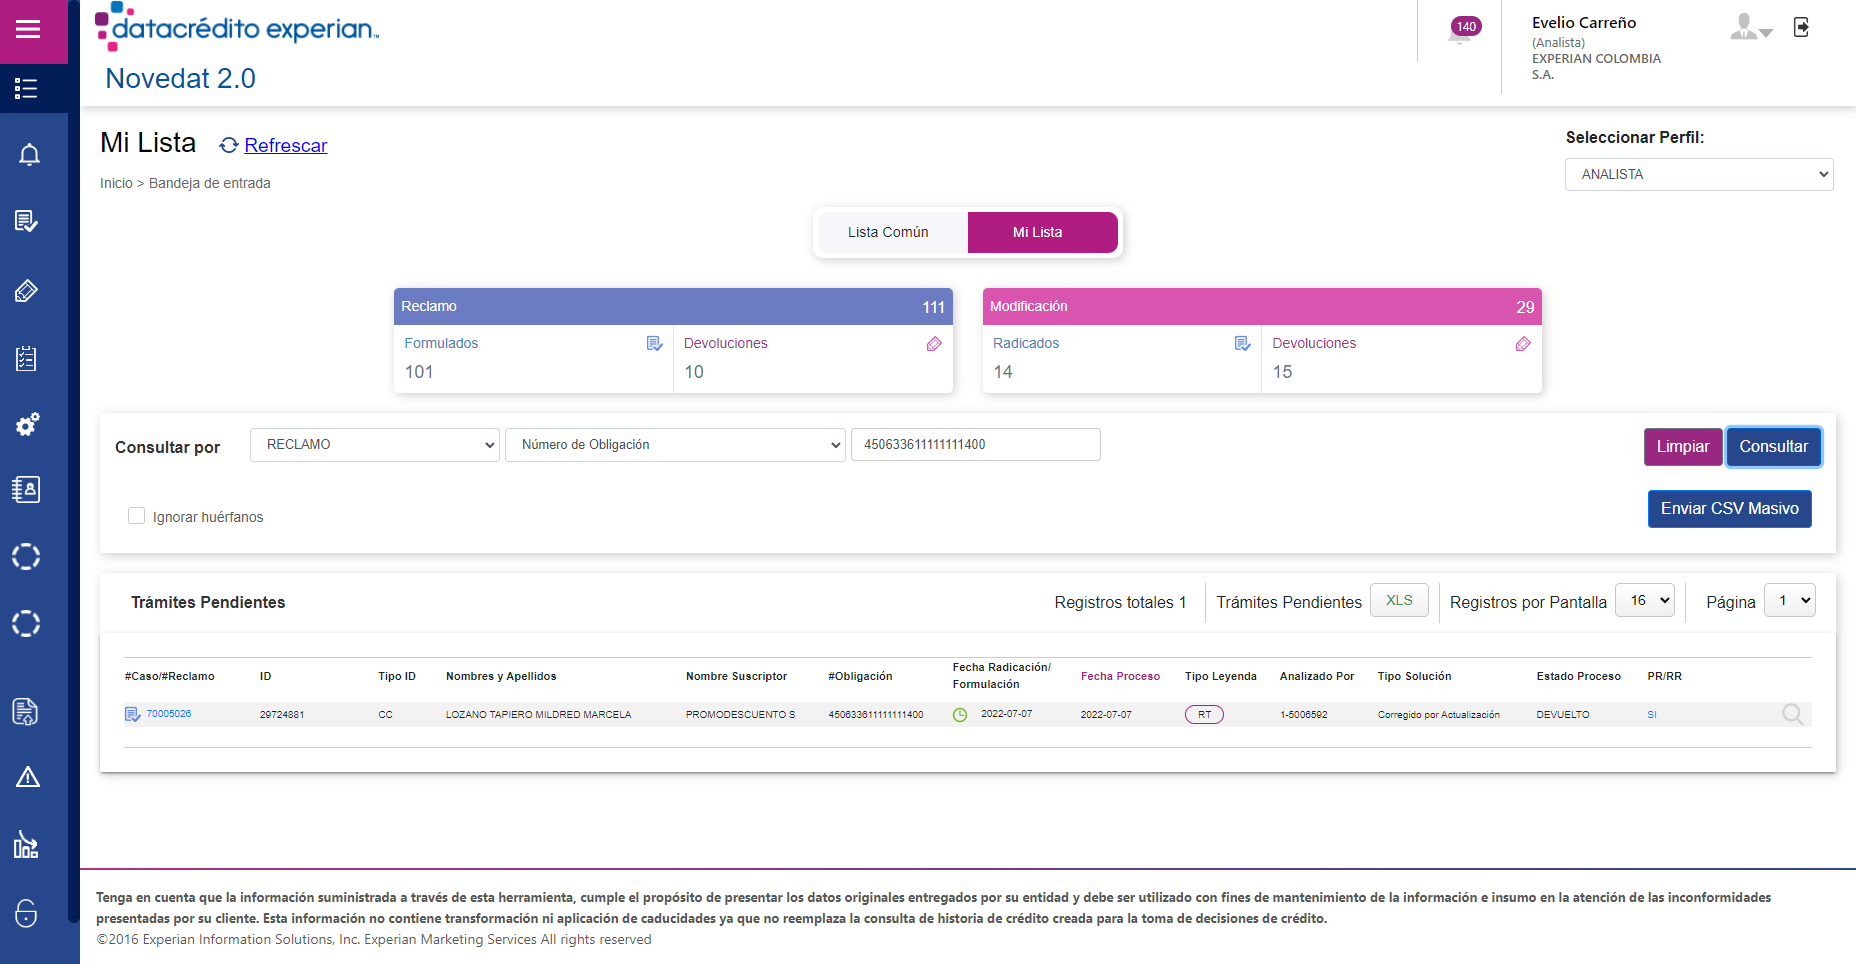 datacrédito experian™
Novedat 2.0
140
Evelio Carreño
(Analista)
EXPERIAN COLOMBIA
S.A.
Mi Lista
Refrescar
Inicio > Bandeja de entrada
Seleccionar Perfil:
ANALISTA
Lista Común
Mi Lista
Reclamo 111
Formulados
101
Devoluciones
10
Modificación 29
Radicados
14
Devoluciones
15
Consultar por
RECLAMO
Número de Obligación
450633611111111400
Limpiar
Consultar
Ignorar huérfanos
Enviar CSV Masivo
Trámites Pendientes
Registros totales 1
Trámites Pendientes
XLS
Registros por Pantalla
16
Página
1
#Caso/#Reclamo ID Tipo ID Nombres y Apellidos Nombre Suscriptor #Obligación Fecha Radicación/
Formulación Fecha Proceso Tipo Leyenda Analizado Por Tipo Solución Estado Proceso PR/RR
70005026 29724881 CC LOZANO TAPIERO MILDRED MARCELA PROMODESCUENTO S 450633611111111400 2022-07-07 2022-07-07 RT 1-5006592 Corregido por Actualización DEVUELTO SI
Tenga en cuenta que la información suministrada a través de esta herramienta, cumple el propósito de presentar los datos originales entregados por su entidad y debe ser utilizado con fines de mantenimiento de la información e insumo en la atención de las inconformidades
presentadas por su cliente. Esta información no contiene transformación ni aplicación de caducidades ya que no reemplaza la consulta de historia de crédito creada para la toma de decisiones de crédito.
©2016 Experian Information Solutions, Inc. Experian Marketing Services All rights reserved